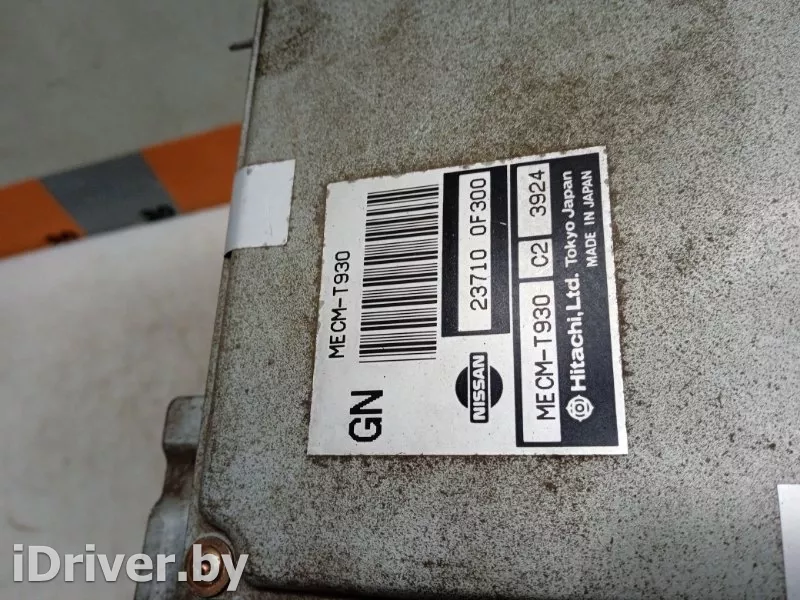 MECM-T930
GN
NISSAN
23710 0F300
MECM-T930 C2 3924
Hitachi, Ltd. Tokyo Japan
MADE IN JAPAN
iDriver.by